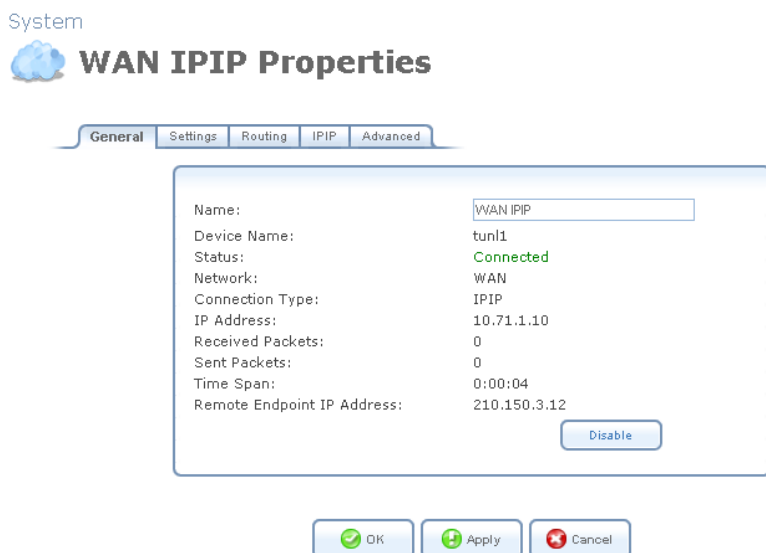 System
WAN IPIP Properties
General Settings Routing IPIP Advanced
Name: WAN IPIP
Device Name: tunl1
Status: Connected
Network: WAN
Connection Type: IPIP
IP Address: 10.71.1.10
Received Packets: 0
Sent Packets: 0
Time Span: 0:00:04
Remote Endpoint IP Address: 210.150.3.12
Disable
OK Apply Cancel